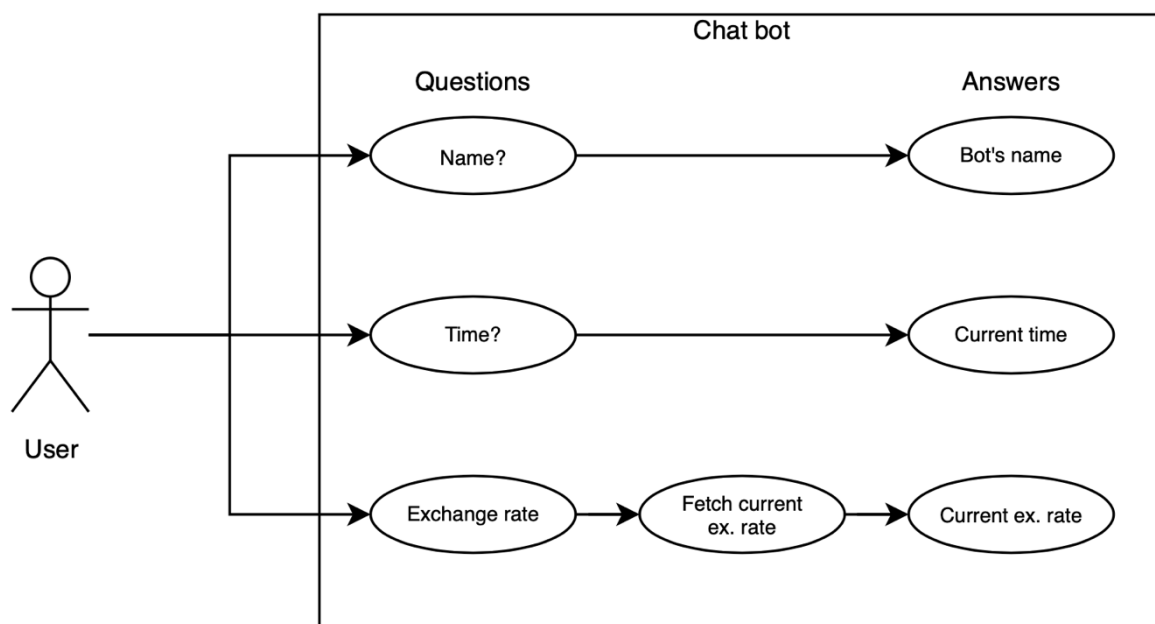 Chat bot
Questions
Answers
Name?
Bot's name
Time?
Current time
User
Exchange rate
Fetch current
ex. rate
Current ex. rate